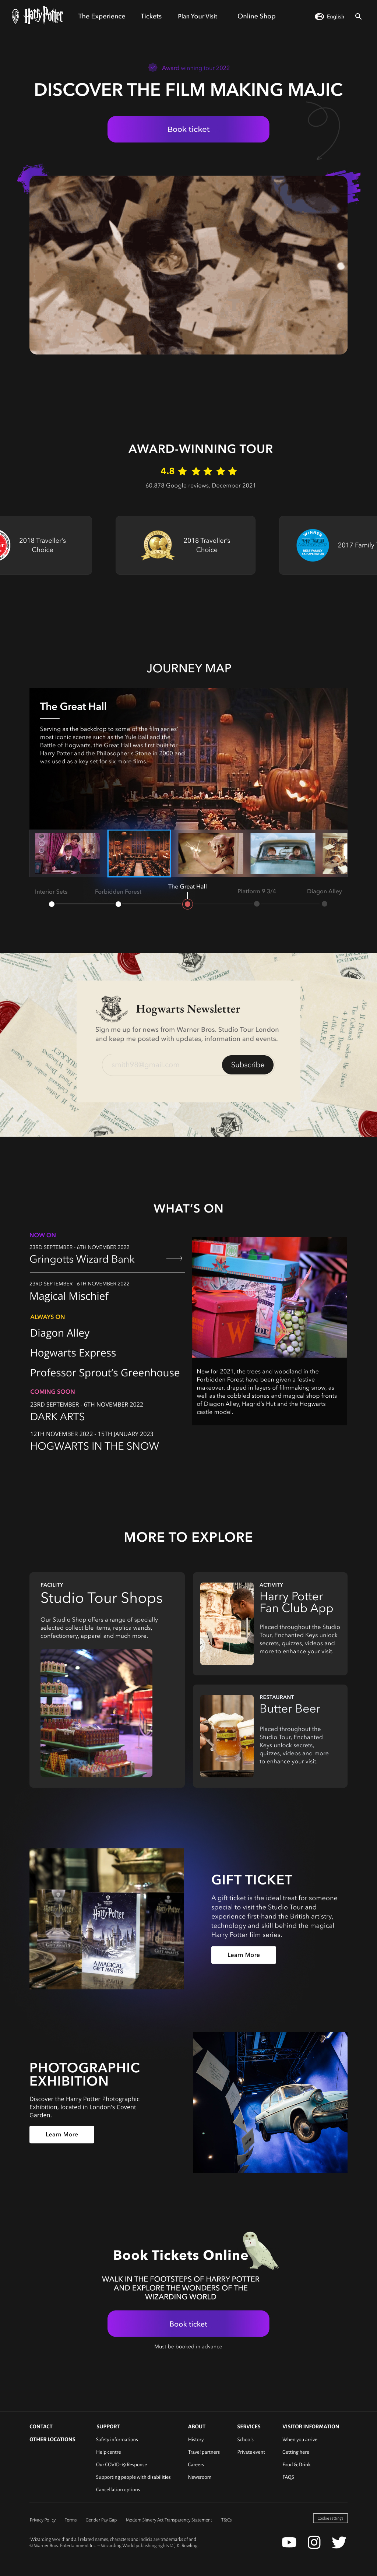 Harry Potter
The Experience
Tickets
Plan Your Visit
Online Shop
English
Award winning tour 2022
DISCOVER THE FILM MAKING MAJIC
Book ticket
AWARD-WINNING TOUR
4.8
60,878 Google reviews, December 2021
2018 Traveller's
Choice
2018 Traveller's
Choice
WINNER
BEST FAMILY
2017 Family
JOURNEY MAP
The Great Hall
Serving as the backdrop to some of the film series'
most iconic scenes such as the Yule Ball and the
Battle of Hogwarts, the Great Hall was first built for
Harry Potter and the Philosopher's Stone in 2000 and
was used as a key set for six more films.
Interior Sets
Forbidden Forest
The Great Hall
Platform 9 3/4
Diagon Alley
Hogwarts Newsletter
Sign me up for news from Warner Bros. Studio Tour London
and keep me posted with updates, information and events.
Subscribe
WHAT'S ON
NOW ON
23RD SEPTEMBER - 6TH NOVEMBER 2022
Gringotts Wizard Bank
23RD SEPTEMBER - 6TH NOVEMBER 2022
Magical Mischief
ALWAYS ON
Diagon Alley
Hogwarts Express
Professor Sprout's Greenhouse
COMING SOON
23RD SEPTEMBER - 6TH NOVEMBER 2022
DARK ARTS
12TH NOVEMBER 2022 - 15TH JANUARY 2023
HOGWARTS IN THE SNOW
W
New for 2021, the trees and woodland in the
Forbidden Forest have been given a festive
makeover, draped in layers of filmmaking snow, as
well as the cobbled stones and magical shop fronts
of Diagon Alley, Hagrid's Hut and the Hogwarts
castle model.
MORE TO EXPLORE
FACILITY
Studio Tour Shops
Our Studio Shop offers a range of specially
selected collectible items, replica wands,
confectionery, apparel and much more.
ACTIVITY
Harry Potter
Fan Club App
Placed throughout the Studio
Tour, Enchanted Keys unlock
secrets, quizzes, videos and
more to enhance your visit.
RESTAURANT
Butter Beer
Placed throughout the
Studio Tour, Enchanted
Keys unlock secrets,
quizzes, videos and more
to enhance your visit.
Harry Potter
A MAGICAL
GIFT AWAITS
GIFT TICKET
A gift ticket is the ideal treat for someone
special to visit the Studio Tour and
experience first-hand the British artistry,
technology and skill behind the magical
Harry Potter film series.
Learn More
PHOTOGRAPHIC
EXHIBITION
Discover the Harry Potter Photographic
Exhibition, located in London's Covent
Garden.
Learn More
Book Tickets Online
WALK IN THE FOOTSTEPS OF HARRY POTTER
AND EXPLORE THE WONDERS OF THE
WIZARDING WORLD
Book ticket
Must be booked in advance
CONTACT
OTHER LOCATIONS
SUPPORT
Safety informations
Help centre
Our COVID-19 Response
Supporting people with disabilities
Cancellation options
ABOUT
History
Travel partners
Careers
Newsroom
SERVICES
Schools
Private event
VISITOR INFORMATION
When you arrive
Getting here
Food & Drink
FAQS
Privacy Policy
Terms
Gender Pay Gap
Modern Slavery Act Transparency Statement
T&Cs
Cookie settings
'Wizarding World' and all related names, characters and indicia are trademarks of and
© Warner Bros. Entertainment Inc. – Wizarding World publishing rights © J.K. Rowling.